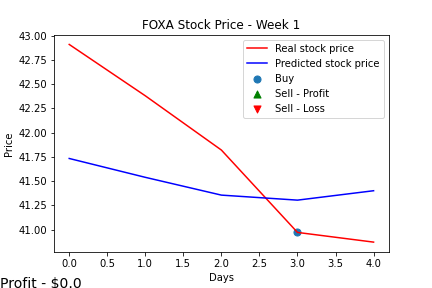 FOXA Stock Price - Week 1
43.00
42.75
42.50
42.25
42.00
41.75
41.50
41.25
41.00
Price
Real stock price
Predicted stock price
Buy
Sell - Profit
Sell - Loss
0.0 0.5 1.0 1.5 2.0 2.5 3.0 3.5 4.0
Days
Profit - $0.0